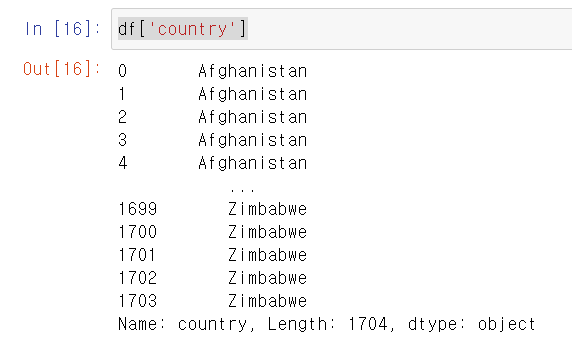 In [16]: df['country']
Out[16]: 0 Afghanistan
1 Afghanistan
2 Afghanistan
3 Afghanistan
4 Afghanistan
...
1699 Zimbabwe
1700 Zimbabwe
1701 Zimbabwe
1702 Zimbabwe
1703 Zimbabwe
Name: country, Length: 1704, dtype: object